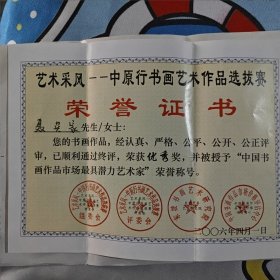 艺术采风--中原行书画艺术作品选拔赛
荣誉证书
先生/女士:
您的书画作品,经认真、严格、公平、公开、公正评
审,已顺利通过终评,荣获优秀奖,并被授予“中国书
画作品市场最具潜力艺术家”荣誉称号。
二〇〇六年四月一日